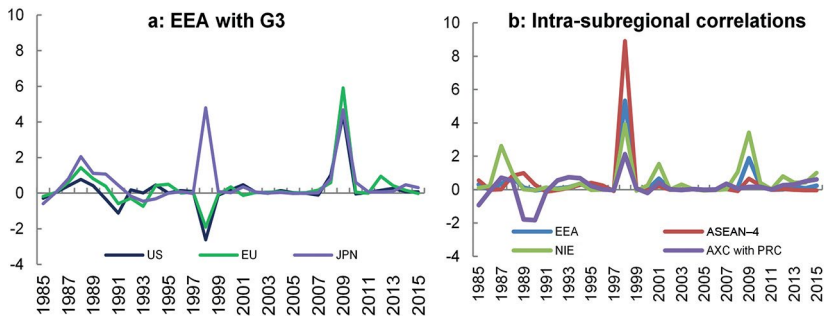 a: EEA with G3
10
8
6
4
2
0
−2
−4
US EU JPN
1985 1987 1989 1991 1993 1995 1997 1999 2001 2003 2005 2007 2009 2011 2013 2015
b: Intra-subregional correlations
10
8
6
4
2
0
−2
−4
EEA ASEAN–4
NIE AXC with PRC
1985 1987 1989 1991 1993 1995 1997 1999 2001 2003 2005 2007 2009 2011 2013 2015